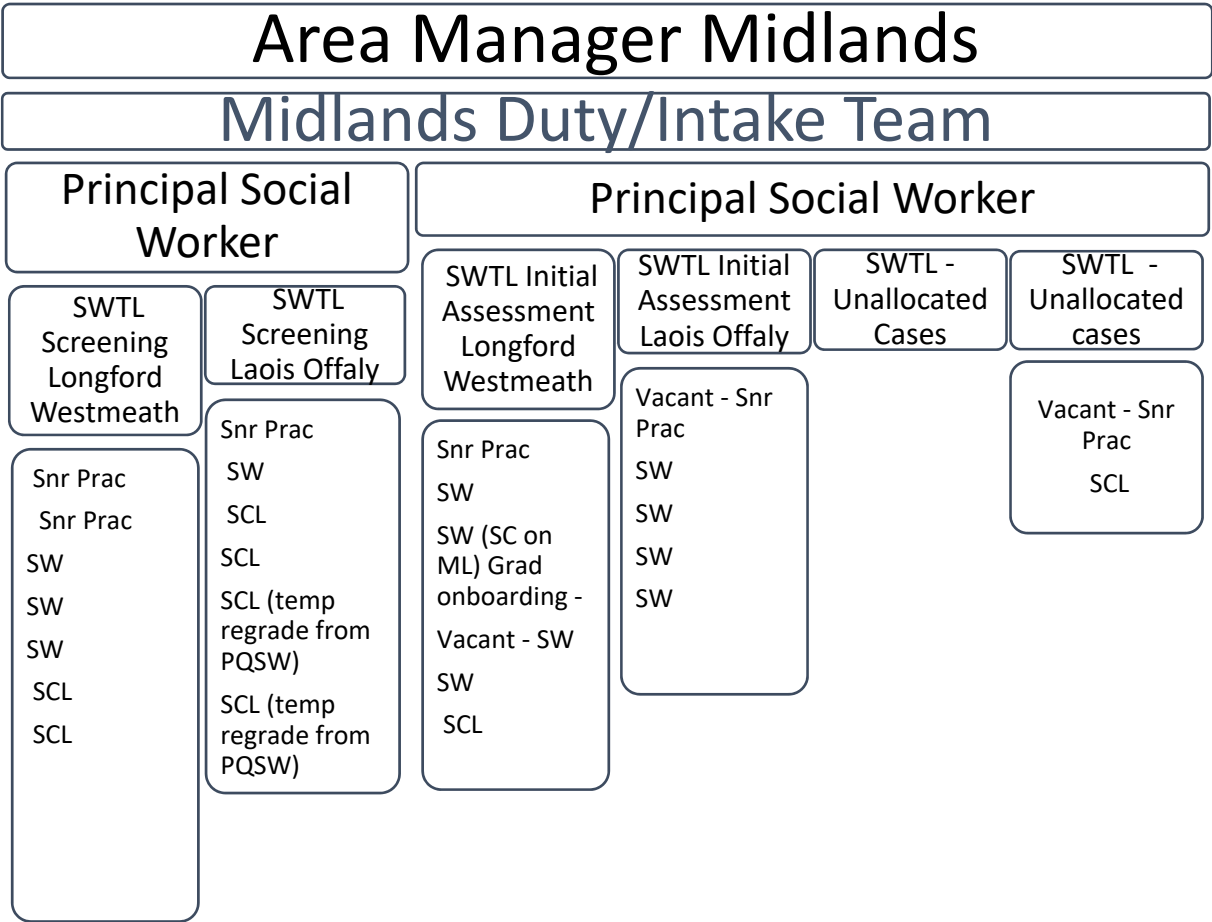 Area Manager Midlands
Midlands Duty/Intake Team
Principal Social
Worker
SWTL
Screening
Longford
Westmeath
Snr Prac
Snr Prac
SW
SW
SW
SCL
SCL
SWTL
Screening
Laois Offaly
Snr Prac
SW
SCL
SCL
SCL (temp
regrade from
PQSW)
SCL (temp
regrade from
PQSW)
Principal Social Worker
SWTL Initial
Assessment
Longford
Westmeath
Snr Prac
SW
SW (SC on
ML) Grad
onboarding -
Vacant - SW
SW
SCL
SWTL Initial
Assessment
Laois Offaly
Vacant - Snr
Prac
SW
SW
SW
SW
SWTL -
Unallocated
Cases
SWTL -
Unallocated
cases
Vacant - Snr
Prac
SCL